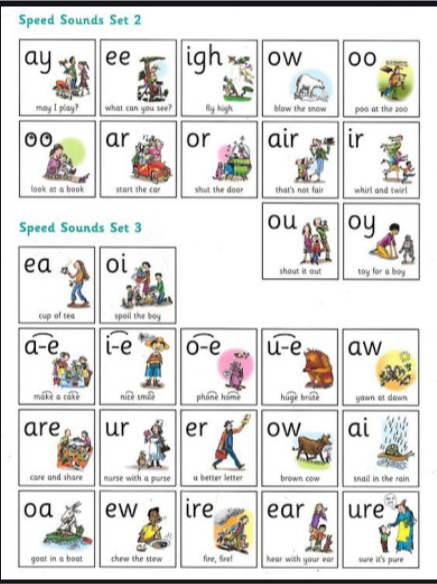 Speed Sounds Set 2
ay ee igh ow oo
may I play? what can you see? fly high blow the snow poo at the zoo
oo ar or air ir
look at a book start the car shut the door that's not fair whirl and twirl
ou oy
shout it out toy for a boy
Speed Sounds Set 3
ea oi
cup of tea spoil the boy
a-e i-e o-e u-e aw
make a cake nice smile phone home huge brute yawn at dawn
are ur er ow ai
care and share nurse with a purse a better letter brown cow snail in the rain
oa ew ire ear ure
goat in a boat chew the stew fire, fire! hear with your ear sure it's pure